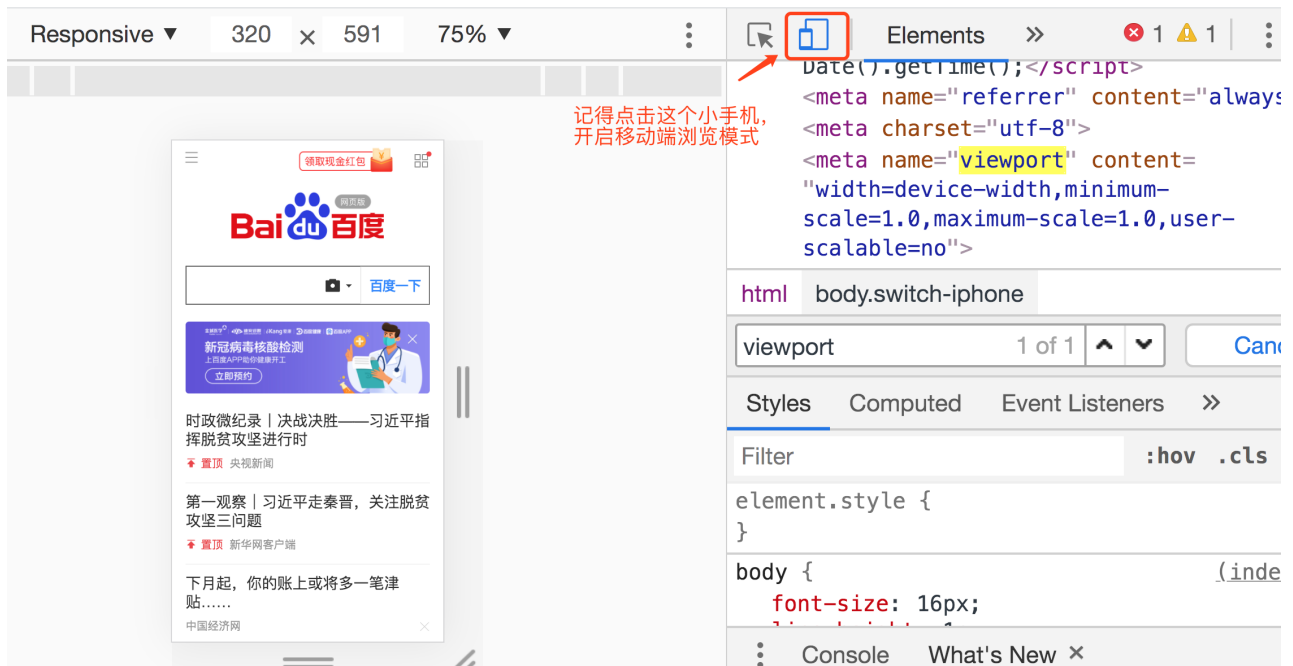 Responsive ▼ 320 × 591 75% ▼
Elements » 1 1
Date().getTime();</script>
<meta name="referrer" content="always
<meta charset="utf-8">
<meta name="viewport" content=
"width=device-width,minimum-
scale=1.0,maximum-scale=1.0,user-
scalable=no">
记得点击这个小手机，
开启移动端浏览模式
领取现金红包
网页版
Bai du 百度
百度一下
新冠病毒核酸检测
上百度APP助你健康开工
立即预约
时政微纪录丨决战决胜——习近平指
挥脱贫攻坚进行时
置顶 央视新闻
第一观察丨习近平走秦晋，关注脱贫
攻坚三问题
置顶 新华网客户端
下月起，你的账上或将多一笔津
贴……
中国经济网
html body.switch-iphone
viewport 1 of 1 Canc
Styles Computed Event Listeners »
Filter :hov .cls
element.style {
}
body { (inde
font-size: 16px;
Console What's New ×